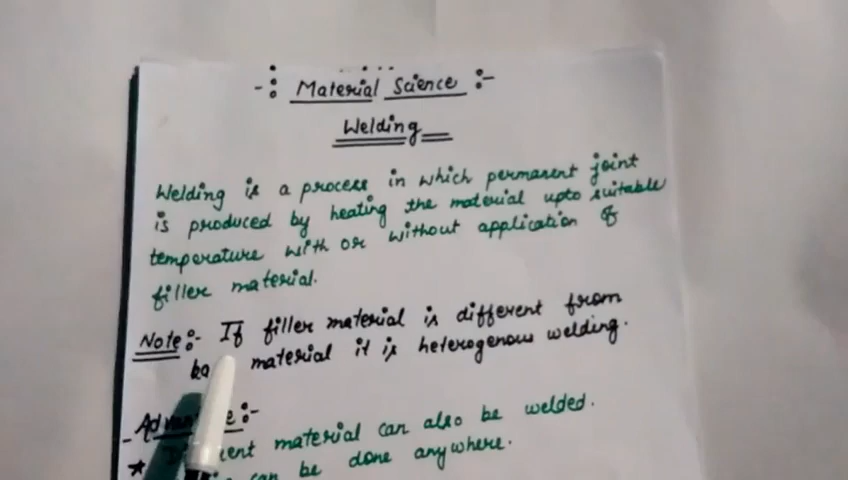 -: Material Science :-
Welding
Welding is a process in which permanent joint
is produced by heating the material upto suitable
temperature with or without application of
filler material.
Note:- If filler material is different from
material it is heterogenous welding.
material can also be welded.
can be done anywhere.